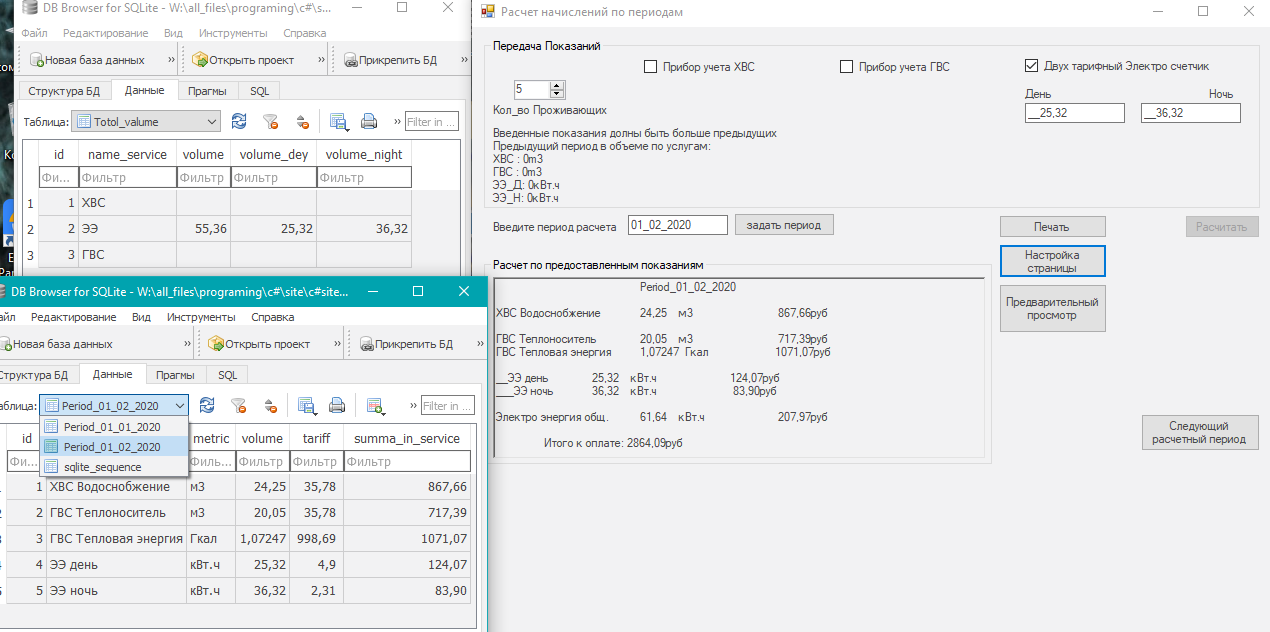 DB Browser for SQLite - W:\all_files\programing\c#\s...
Файл Редактирование Вид Инструменты Справка
Новая база данных » Открыть проект » Прикрепить БД »
Структура БД Данные Прагмы SQL
Таблица: Totol_valume » Filter in ...
id name_service volume volume_dey volume_night
Фи... Фильтр Фильтр Фильтр Фильтр
1 1 ХВС
2 2 ЭЭ 55,36 25,32 36,32
3 3 ГВС
DB Browser for SQLite - W:\all_files\programing\c#\site\c#site...
айл Редактирование Вид Инструменты Справка
Новая база данных » Открыть проект » Прикрепить БД »
Структура БД Данные Прагмы SQL
аблица: Period_01_02_2020 » Filter in ...
Period_01_01_2020
Period_01_02_2020
sqlite_sequence
id metric volume tariff summa_in_service
Фи... Филь... Фильтр Фильтр Фильтр
1 ХВС Водоснобжение м3 24,25 35,78 867,66
2 ГВС Теплоноситель м3 20,05 35,78 717,39
3 ГВС Тепловая энергия Гкал 1,07247 998,69 1071,07
4 ЭЭ день кВт.ч 25,32 4,9 124,07
5 ЭЭ ночь кВт.ч 36,32 2,31 83,90
Расчет начислений по периодам
Передача Показаний
Прибор учета ХВС Прибор учета ГВС Двух тарифный Электро счетчик
5
Кол_во Проживающих
День Ночь
__25,32 __36,32
Введенные показания долны быть больше предыдущих
Предыдущий период в объеме по услугам:
ХВС : 0m3
ГВС : 0m3
ЭЭ_Д: 0кВт.ч
ЭЭ_Н: 0кВт.ч
Введите период расчета 01_02_2020 задать период
Печать
Расчитать
Настройка
страницы
Предварительный
просмотр
Расчет по предоставленным показаниям
Period_01_02_2020
ХВС Водоснобжение 24,25 м3 867,66руб
ГВС Теплоноситель 20,05 м3 717,39руб
ГВС Тепловая энергия 1,07247 Гкал 1071,07руб
__ЭЭ день 25,32 кВт.ч 124,07руб
___ЭЭ ночь 36,32 кВт.ч 83,90руб
Электро энергия общ. 61,64 кВт.ч 207,97руб
Итого к оплате: 2864,09руб
Следующий
расчетный период